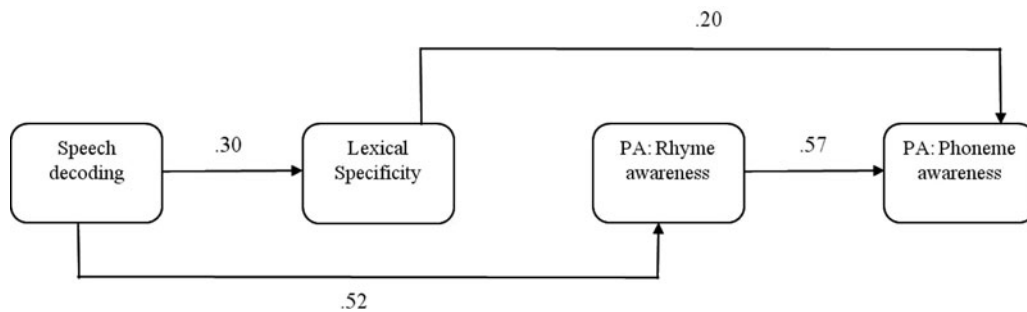 .20
Speech
decoding
.30
Lexical
Specificity
PA: Rhyme
awareness
.57
PA: Phoneme
awareness
.52